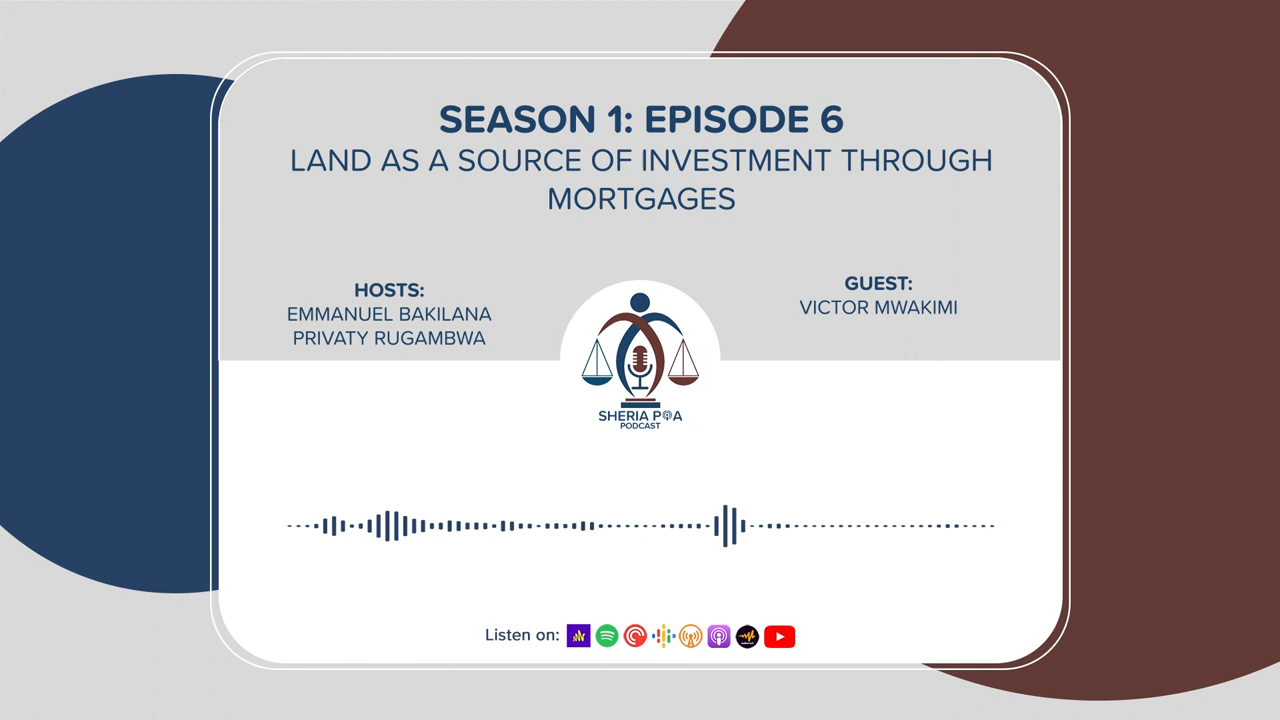 SEASON 1: EPISODE 6
LAND AS A SOURCE OF INVESTMENT THROUGH
MORTGAGES
HOSTS:
EMMANUEL BAKILANA
PRIVATY RUGAMBWA
GUEST:
VICTOR MWAKIMI
SHERIA POA
PODCAST
Listen on: